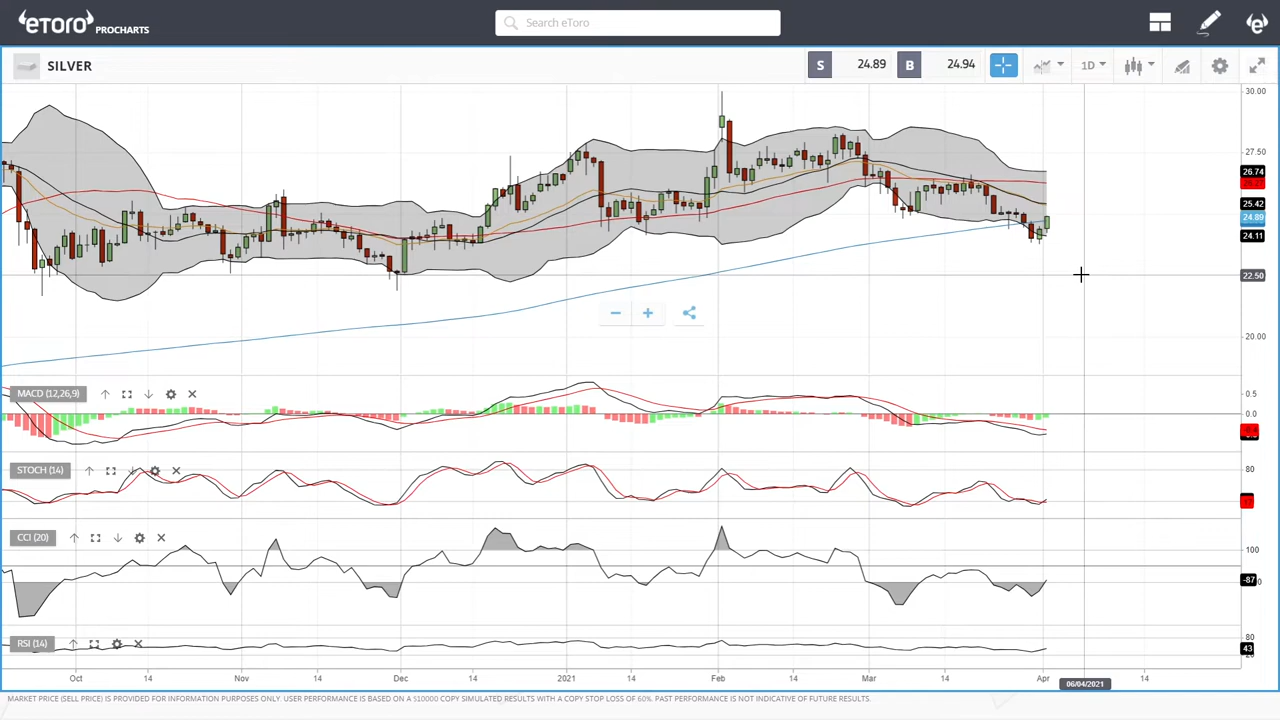 eToro PROCHARTS
Search eToro
SILVER
S 24.89 B 24.94
1D
30.00
27.50
26.74
25.42
24.89
24.11
22.50
20.00
MACD (12,26,9)
0.5
0.0
STOCH (14)
80
CCI (20)
100
-87
RSI (14)
80
43
Oct 14 Nov 14 Dec 14 2021 14 Feb 14 Mar 14 Apr 06/04/2021 14
MARKET PRICE (SELL PRICE) IS PROVIDED FOR INFORMATION PURPOSES ONLY. USER PERFORMANCE IS BASED ON A $10000 COPY SIMULATED RESULTS WITH A COPY STOP LOSS OF 60%. PAST PERFORMANCE IS NOT INDICATIVE OF FUTURE RESULTS.